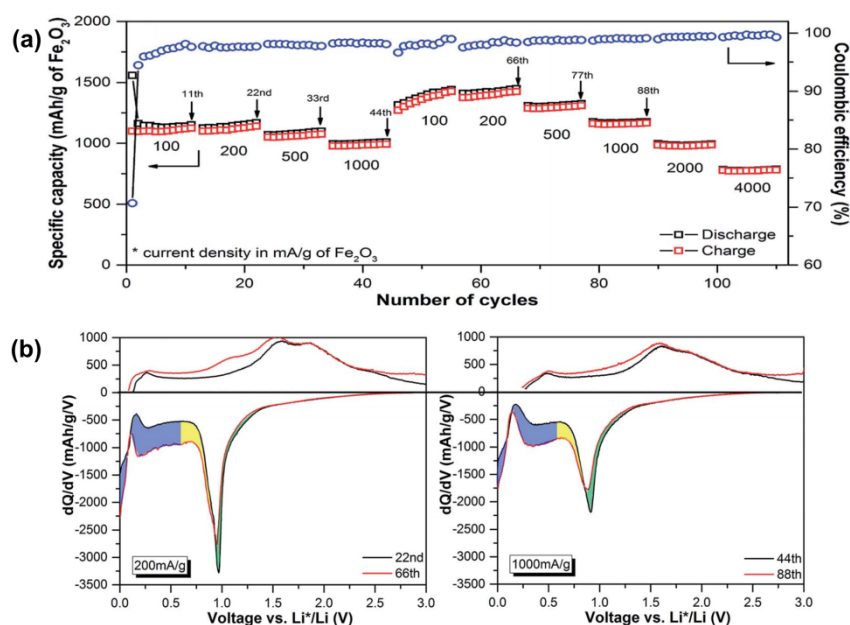 (a)
Specific capacity (mAh/g of Fe₂O₃)
2000
1500
1000
500
0
11th
22nd
33rd
44th
66th
77th
88th
100
200
500
1000
100
200
500
1000
2000
4000
* current density in mA/g of Fe₂O₃
Discharge
Charge
100
90
80
70
60
Coulombic efficiency (%)
0
20
40
60
80
100
Number of cycles
(b)
dQ/dV (mAh/g/V)
1000
500
0
-500
-1000
-1500
-2000
-2500
-3000
-3500
200mA/g
22nd
66th
0.0
0.5
1.0
1.5
2.0
2.5
3.0
Voltage vs. Li⁺/Li (V)
dQ/dV (mAh/g/V)
1000
500
0
-500
-1000
-1500
-2000
-2500
-3000
-3500
1000mA/g
44th
88th
0.0
0.5
1.0
1.5
2.0
2.5
3.0
Voltage vs. Li⁺/Li (V)